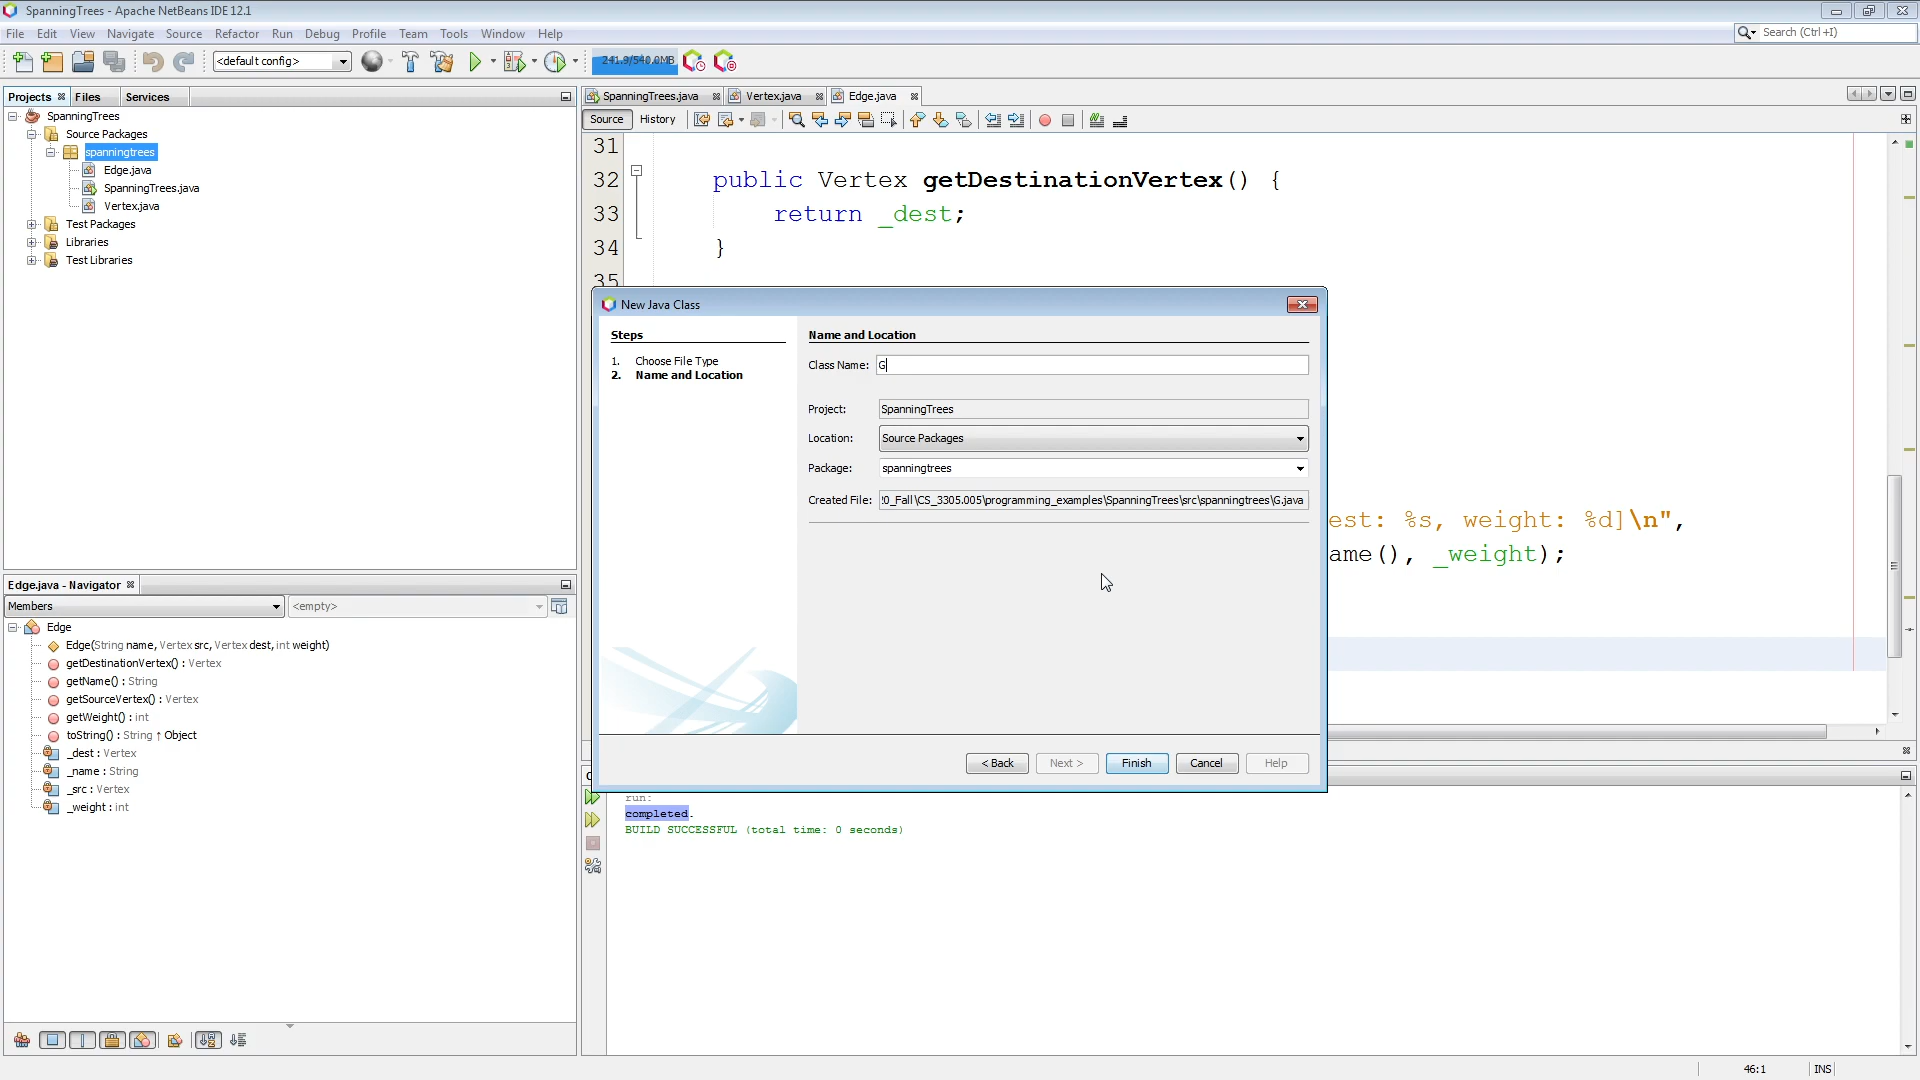 SpanningTrees - Apache NetBeans IDE 12.1
File Edit View Navigate Source Refactor Run Debug Profile Team Tools Window Help
Search (Ctrl+I)
<default config>
241.9/540.0MB
Projects Files Services
SpanningTrees
Source Packages
spanningtrees
Edge.java
SpanningTrees.java
Vertex.java
Test Packages
Libraries
Test Libraries
SpanningTrees.java Vertex.java Edge.java
Source History
31
32 public Vertex getDestinationVertex() {
33 return _dest;
34 }
35
est: %s, weight: %d]\n",
ame(), _weight);
New Java Class
Steps
1. Choose File Type
2. Name and Location
Name and Location
Class Name: G
Project: SpanningTrees
Location: Source Packages
Package: spanningtrees
Created File: !0_Fall\CS_3305.005\programming_examples\SpanningTrees\src\spanningtrees\G.java
< Back Next > Finish Cancel Help
Edge.java - Navigator
Members <empty>
Edge
Edge(String name, Vertex src, Vertex dest, int weight)
getDestinationVertex() : Vertex
getName() : String
getSourceVertex() : Vertex
getWeight() : int
toString() : String ↑ Object
_dest : Vertex
_name : String
_src : Vertex
_weight : int
run:
completed.
BUILD SUCCESSFUL (total time: 0 seconds)
46:1 INS